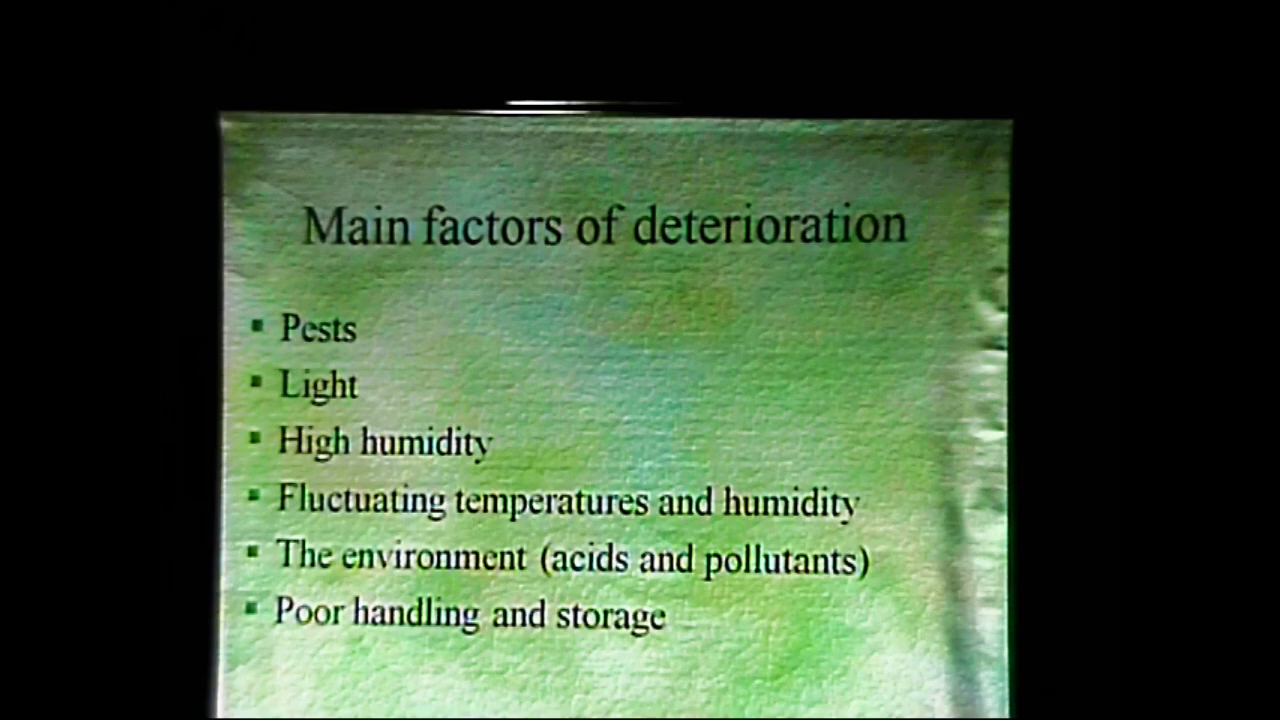 Main factors of deterioration
Pests
Light
High humidity
Fluctuating temperatures and humidity
The environment (acids and pollutants)
Poor handling and storage